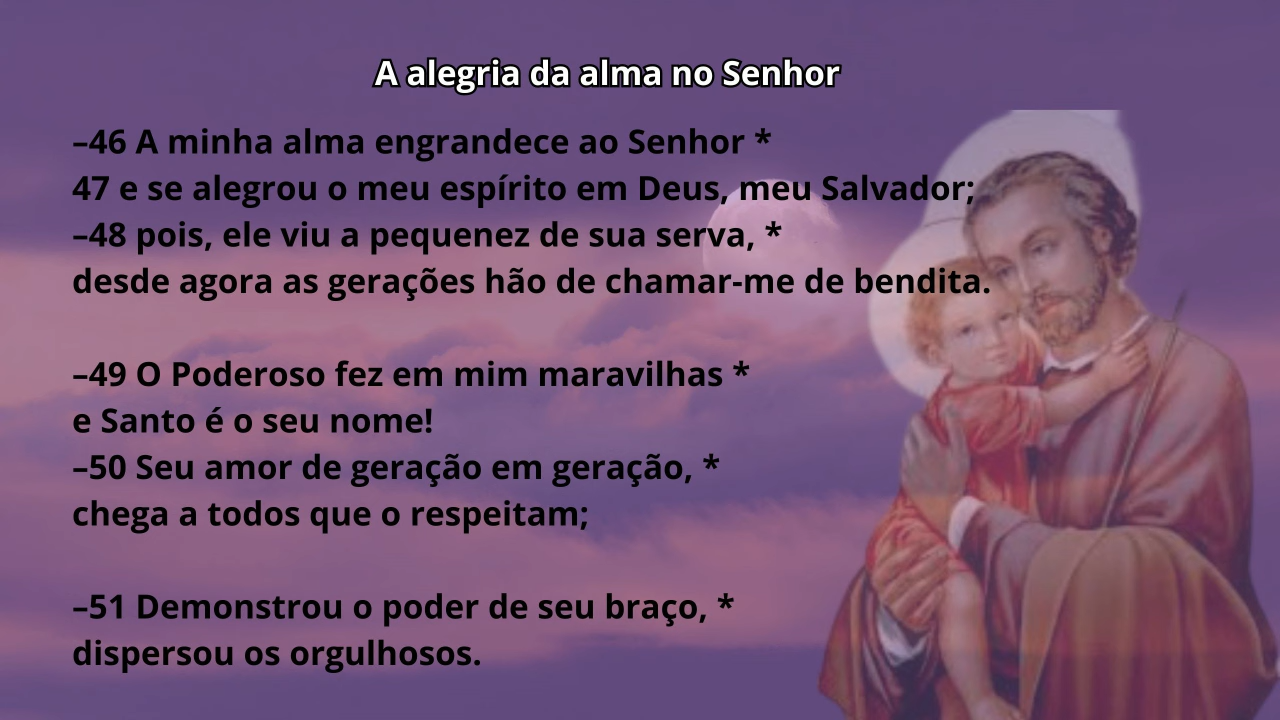 A alegria da alma no Senhor
–46 A minha alma engrandece ao Senhor *
47 e se alegrou o meu espírito em Deus, meu Salvador;
–48 pois, ele viu a pequenez de sua serva, *
desde agora as gerações hão de chamar-me de bendita.
–49 O Poderoso fez em mim maravilhas *
e Santo é o seu nome!
–50 Seu amor de geração em geração, *
chega a todos que o respeitam;
–51 Demonstrou o poder de seu braço, *
dispersou os orgulhosos.